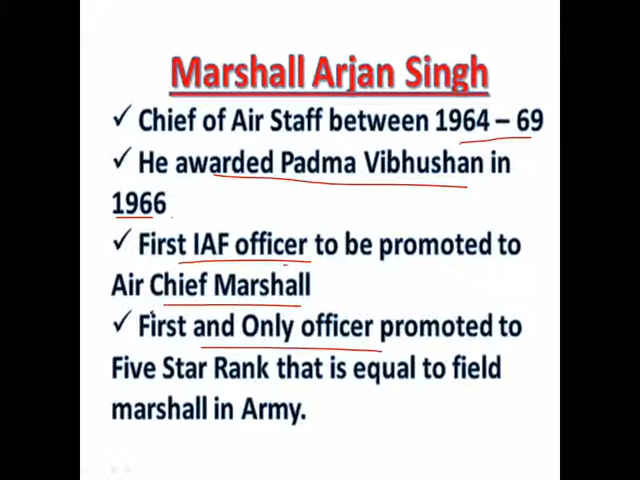 Marshall Arjan Singh
✓ Chief of Air Staff between 1964 – 69
✓ He awarded Padma Vibhushan in
1966
✓ First IAF officer to be promoted to
Air Chief Marshall
✓ First and Only officer promoted to
Five Star Rank that is equal to field
marshall in Army.